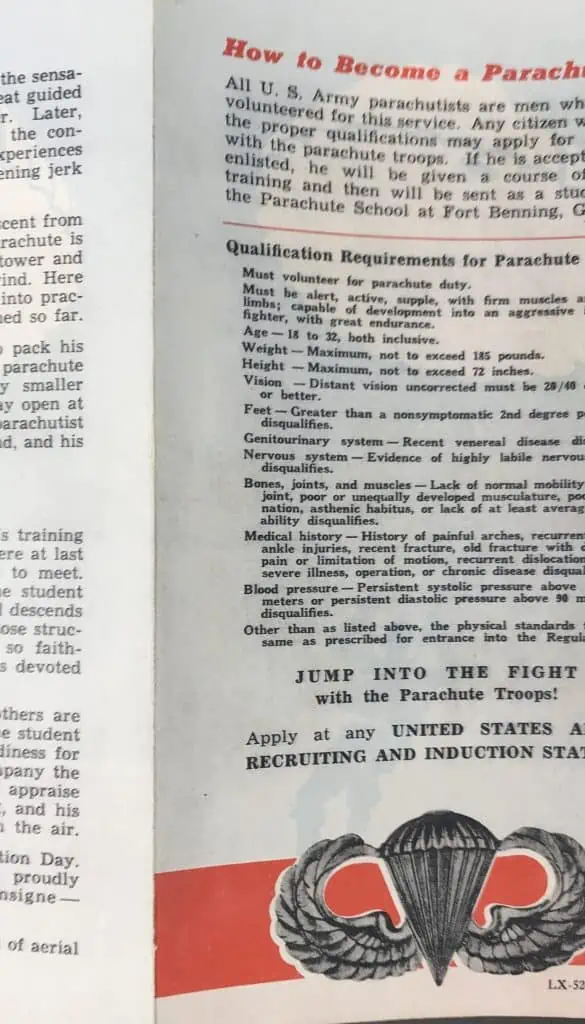 the sensa-
eat guided
r. Later,
the con-
xperiences
ening jerk
scent from
rachute is
tower and
rind. Here
into prac-
ned so far.
pack his
parachute
y smaller
ay open at
parachutist
nd, and his
s training
ere at last
to meet.
e student
d descends
ose struc-
so faith-
s devoted
thers are
e student
diness for
pany the
appraise
, and his
n the air.
tion Day.
proudly
nsigne—
of aerial
How to Become a Parachu
All U. S. Army parachutists are men wh
volunteered for this service. Any citizen w
the proper qualifications may apply for
with the parachute troops. If he is accept
enlisted, he will be given a course of
training and then will be sent as a stud
the Parachute School at Fort Benning, G
Qualification Requirements for Parachute
Must volunteer for parachute duty.
Must be alert, active, supple, with firm muscles a
limbs; capable of development into an aggressive
fighter, with great endurance.
Age — 18 to 32, both inclusive.
Weight — Maximum, not to exceed 185 pounds.
Height — Maximum, not to exceed 72 inches.
Vision — Distant vision uncorrected must be 20/40
or better.
Feet — Greater than a nonsymptomatic 2nd degree p
disqualifies.
Genitourinary system — Recent venereal disease dis
Nervous system — Evidence of highly labile nervou
disqualifies.
Bones, joints, and muscles — Lack of normal mobility
joint, poor or unequally developed musculature, poo
nation, asthenic habitus, or lack of at least averag
ability disqualifies.
Medical history — History of painful arches, recurren
ankle injuries, recent fracture, old fracture with d
pain or limitation of motion, recurrent dislocation
severe illness, operation, or chronic disease disqual
Blood pressure — Persistent systolic pressure above
meters or persistent diastolic pressure above 90 m
disqualifies.
Other than as listed above, the physical standards f
same as prescribed for entrance into the Regula
JUMP INTO THE FIGHT
with the Parachute Troops!
Apply at any UNITED STATES A
RECRUITING AND INDUCTION STAT
LX-52